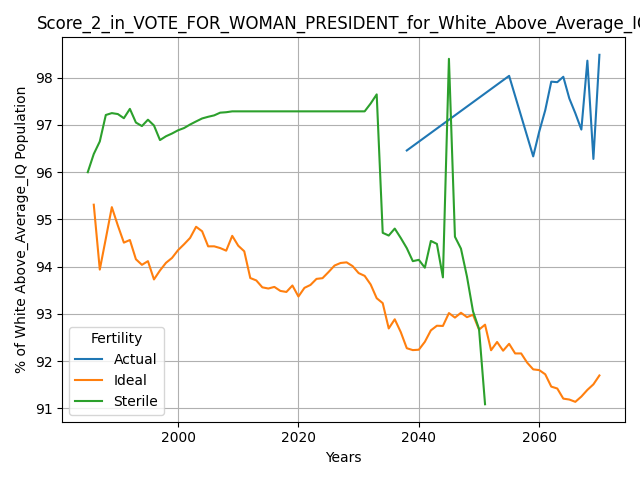 Score_2_in_VOTE_FOR_WOMAN_PRESIDENT_for_White_Above_Average_IQ
% of White Above_Average_IQ Population
98
97
96
95
94
93
92
91
Fertility
Actual
Ideal
Sterile
2000 2020 2040 2060
Years